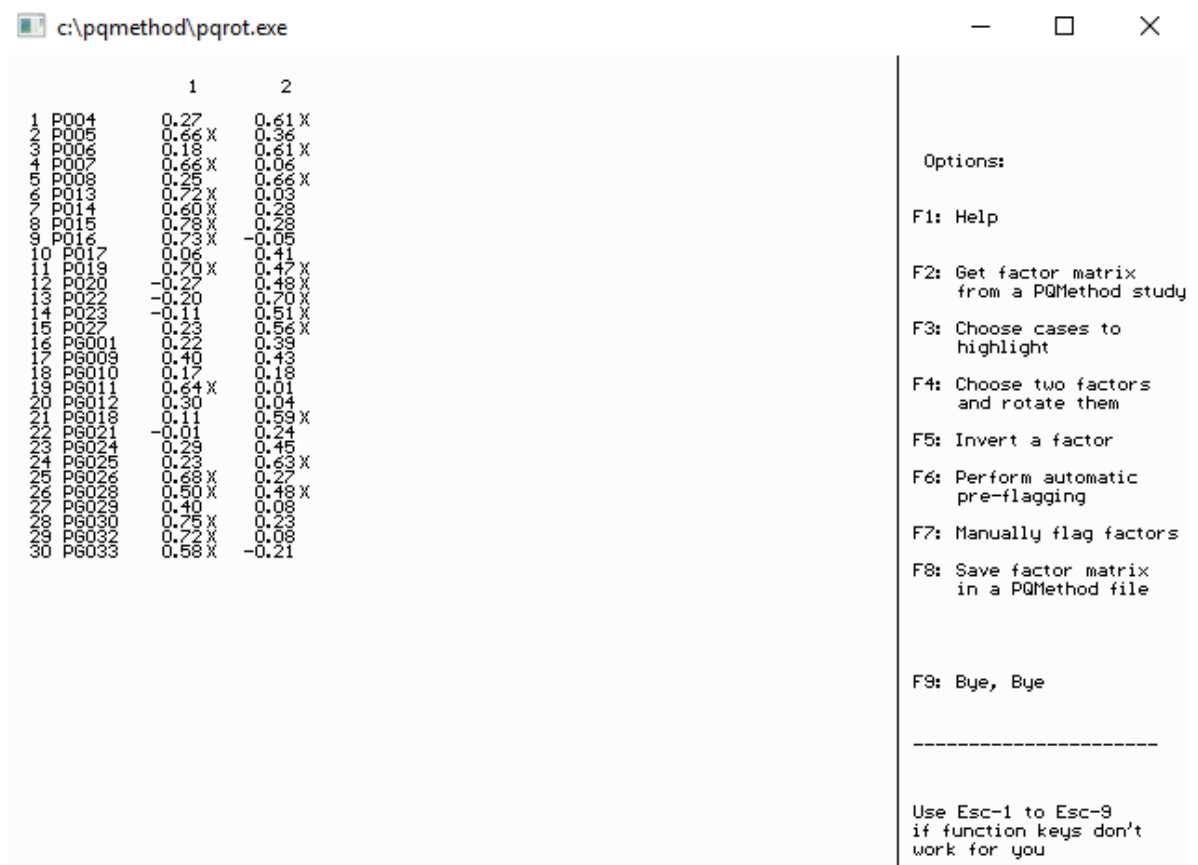 c:\pqmethod\pqrot.exe
1 2
1 P004 0.27 0.61 X
2 P005 0.66 X 0.36
3 P006 0.18 0.61 X
4 P007 0.66 X 0.06
5 P008 0.25 0.66 X
6 P013 0.72 X 0.03
7 P014 0.60 X 0.28
8 P015 0.78 X 0.28
9 P016 0.73 X -0.05
10 P017 0.06 0.41
11 P019 0.70 X 0.47 X
12 P020 -0.27 0.48 X
13 P022 -0.20 0.70 X
14 P023 -0.11 0.51 X
15 P027 0.23 0.56 X
16 PG001 0.22 0.39
17 PG009 0.40 0.43
18 PG010 0.17 0.18
19 PG011 0.64 X 0.01
20 PG012 0.30 0.04
21 PG018 0.11 0.59 X
22 PG021 -0.01 0.24
23 PG024 0.29 0.45
24 PG025 0.23 0.63 X
25 PG026 0.68 X 0.27
26 PG028 0.50 X 0.48 X
27 PG029 0.40 0.08
28 PG030 0.75 X 0.23
29 PG032 0.72 X 0.08
30 PG033 0.58 X -0.21
Options:
F1: Help
F2: Get factor matrix
from a PQMethod study
F3: Choose cases to
highlight
F4: Choose two factors
and rotate them
F5: Invert a factor
F6: Perform automatic
pre-flagging
F7: Manually flag factors
F8: Save factor matrix
in a PQMethod file
F9: Bye, Bye
----------------------
Use Esc-1 to Esc-9
if function keys don't
work for you